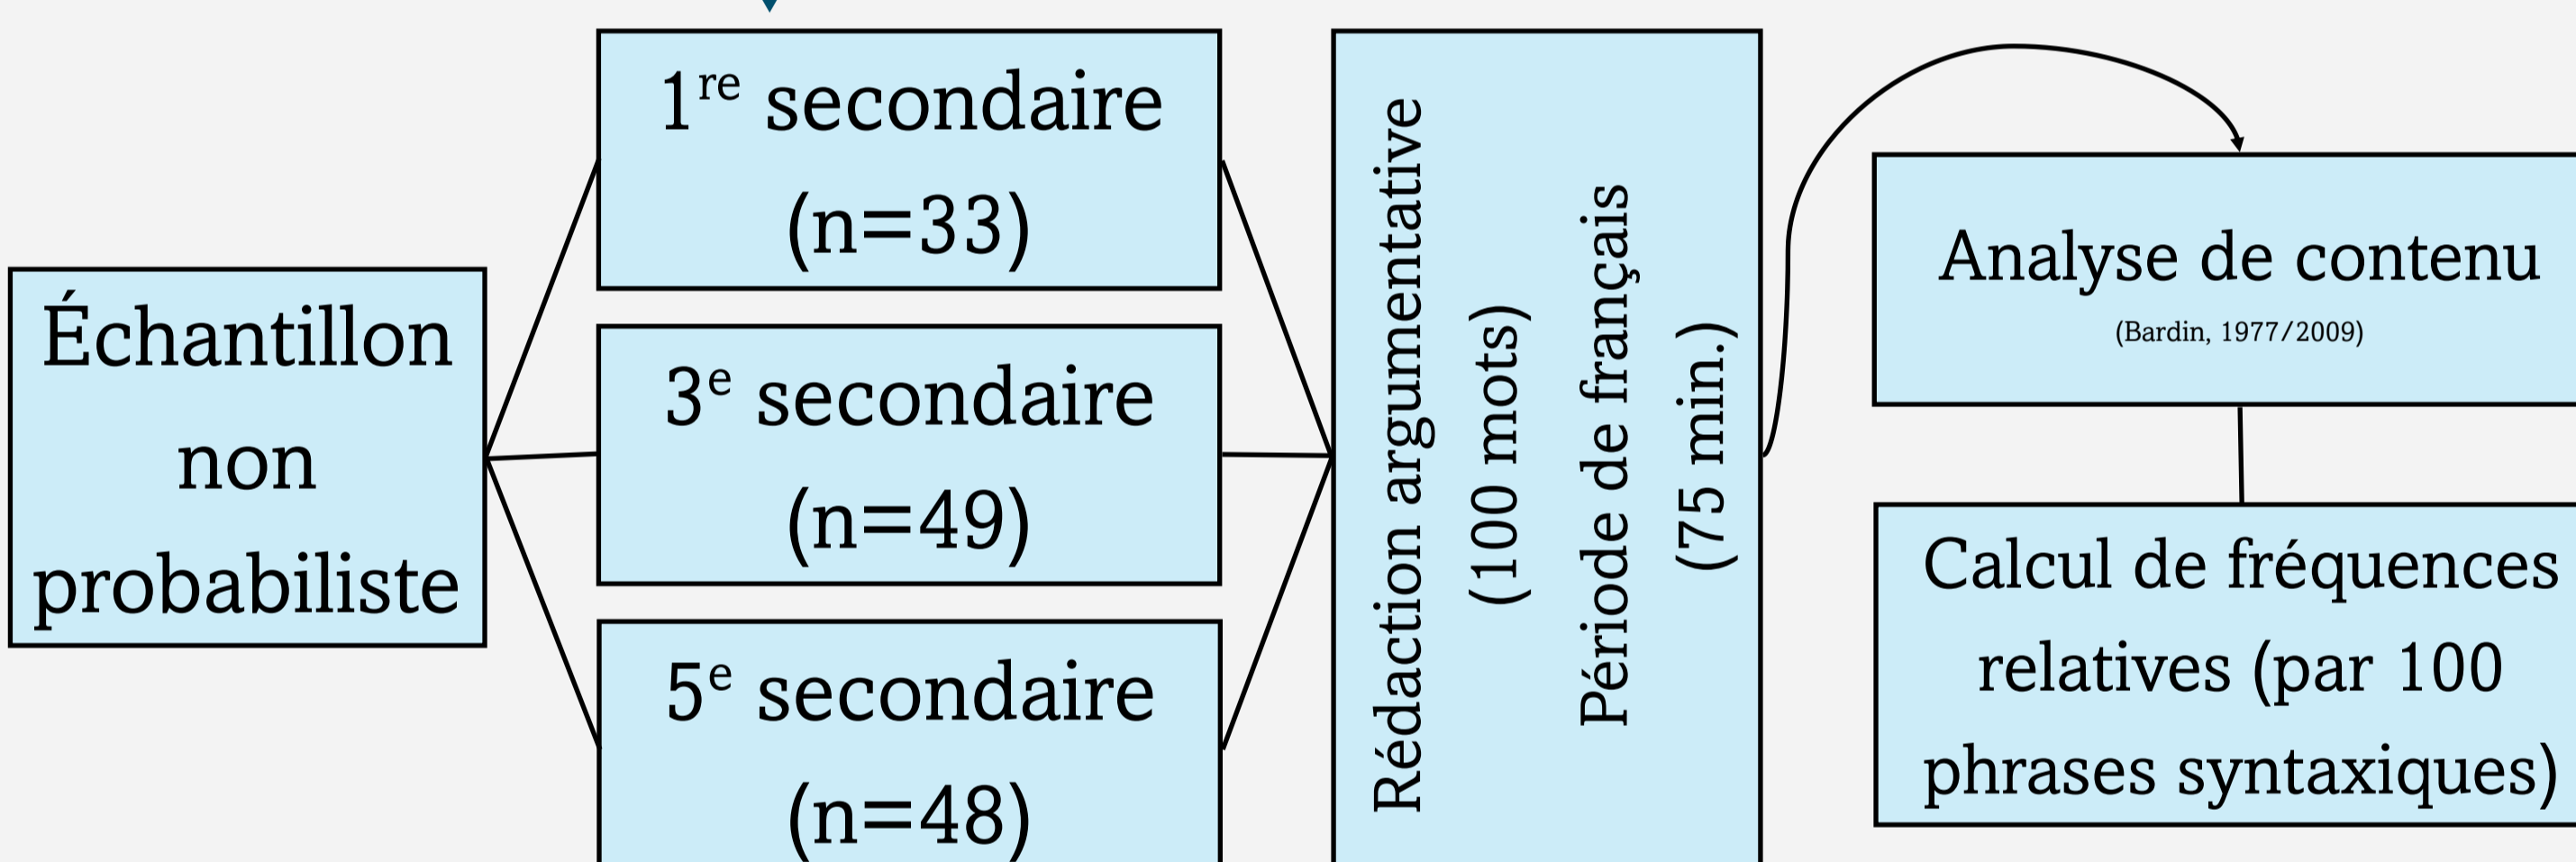 Échantillon
non
probabiliste
1re secondaire
(n=33)
3e secondaire
(n=49)
5e secondaire
(n=48)
Rédaction argumentative
(100 mots)
Période de français
(75 min.)
Analyse de contenu
(Bardin, 1977/2009)
Calcul de fréquences
relatives (par 100
phrases syntaxiques)